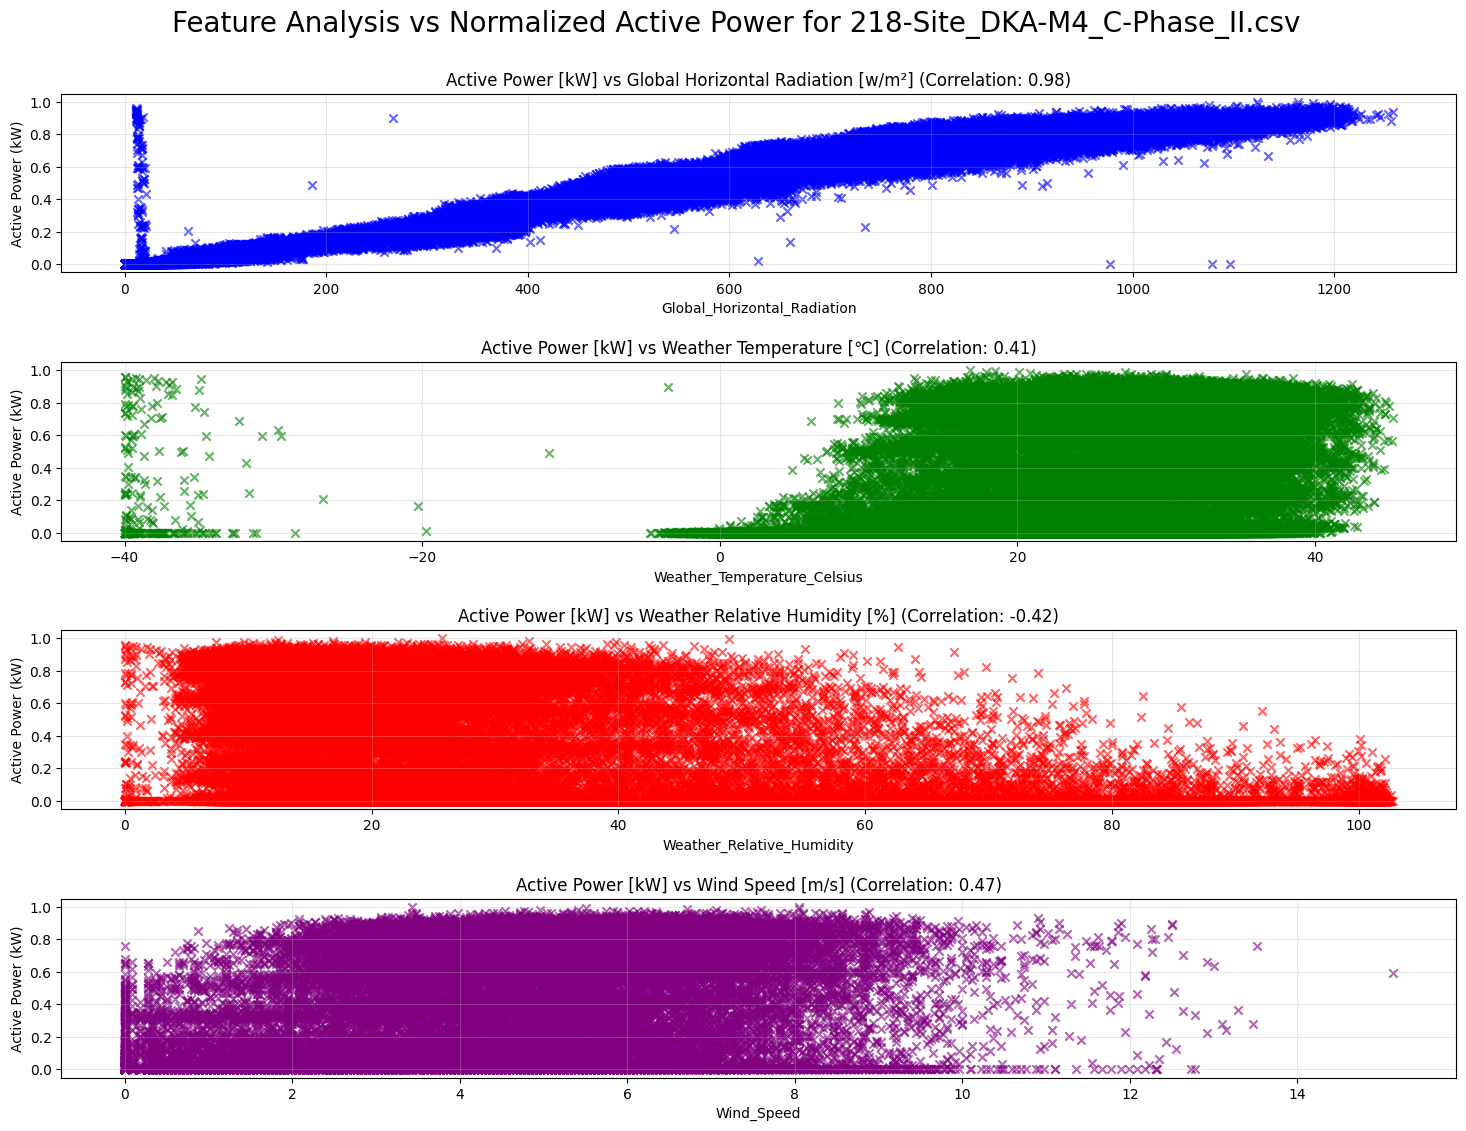 Feature Analysis vs Normalized Active Power for 218-Site_DKA-M4_C-Phase_II.csv
Active Power [kW] vs Global Horizontal Radiation [w/m²] (Correlation: 0.98)
Active Power (kW)
1.0
0.8
0.6
0.4
0.2
0.0
0 200 400 600 800 1000 1200
Global_Horizontal_Radiation
Active Power [kW] vs Weather Temperature [℃] (Correlation: 0.41)
Active Power (kW)
1.0
0.8
0.6
0.4
0.2
0.0
−40 −20 0 20 40
Weather_Temperature_Celsius
Active Power [kW] vs Weather Relative Humidity [%] (Correlation: -0.42)
Active Power (kW)
1.0
0.8
0.6
0.4
0.2
0.0
0 20 40 60 80 100
Weather_Relative_Humidity
Active Power [kW] vs Wind Speed [m/s] (Correlation: 0.47)
Active Power (kW)
1.0
0.8
0.6
0.4
0.2
0.0
0 2 4 6 8 10 12 14
Wind_Speed